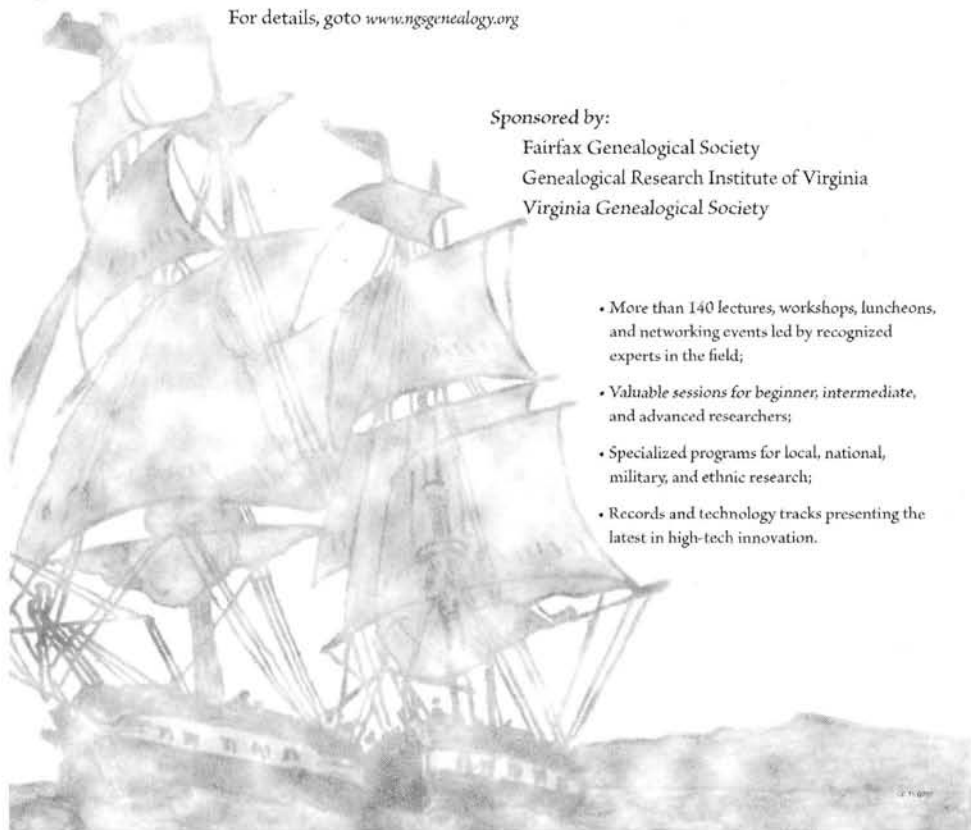 For details, goto www.ngsgenealogy.org
Sponsored by:
Fairfax Genealogical Society
Genealogical Research Institute of Virginia
Virginia Genealogical Society
• More than 140 lectures, workshops, luncheons,
and networking events led by recognized
experts in the field;
• Valuable sessions for beginner, intermediate,
and advanced researchers;
• Specialized programs for local, national,
military, and ethnic research;
• Records and technology tracks presenting the
latest in high-tech innovation.